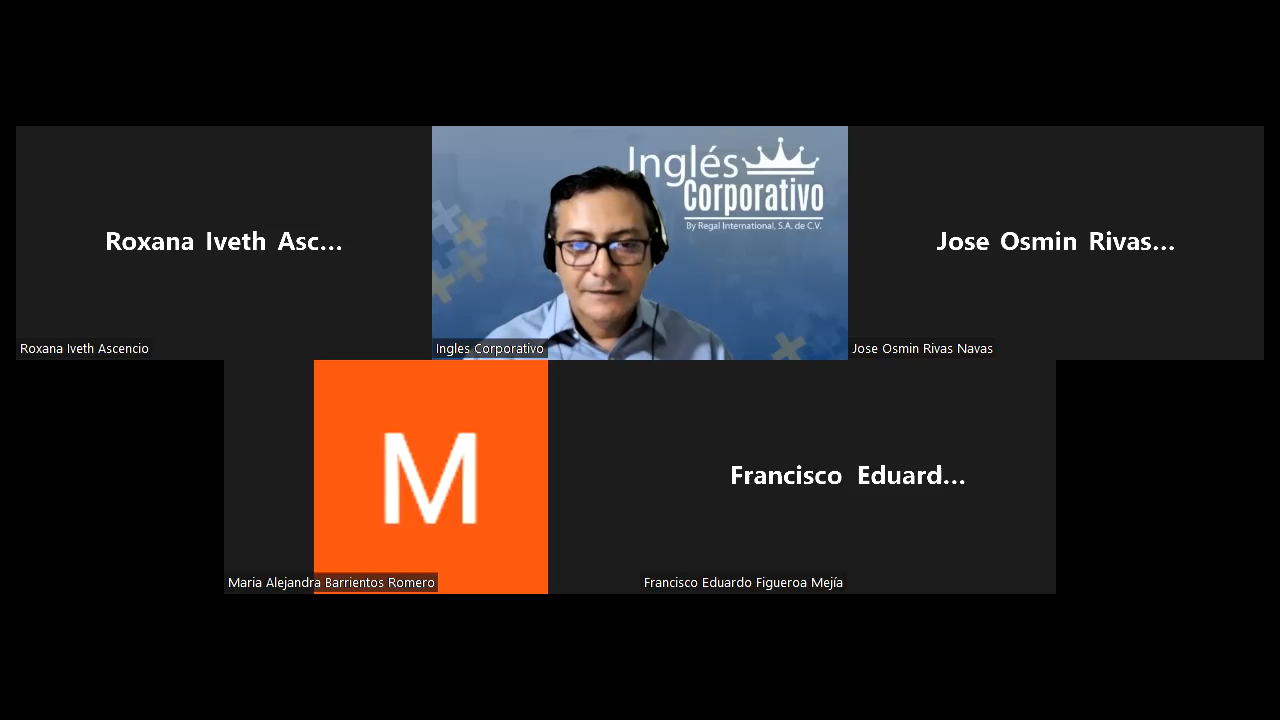 Roxana Iveth Asc...
Roxana Iveth Ascencio
Inglés
Corporativo
By Regal International, S.A. de C.V.
Ingles Corporativo
Jose Osmin Rivas...
Jose Osmin Rivas Navas
M
Maria Alejandra Barrientos Romero
Francisco Eduard...
Francisco Eduardo Figueroa Mejía